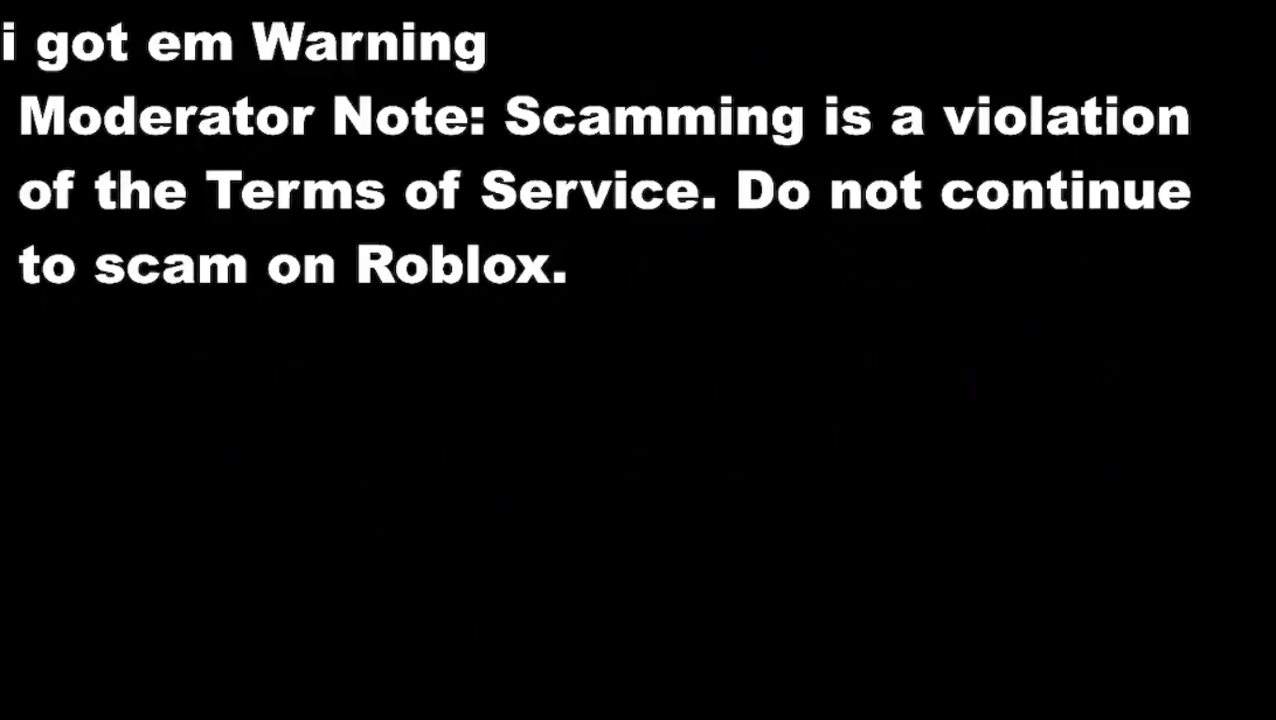 i got em Warning
Moderator Note: Scamming is a violation
of the Terms of Service. Do not continue
to scam on Roblox.